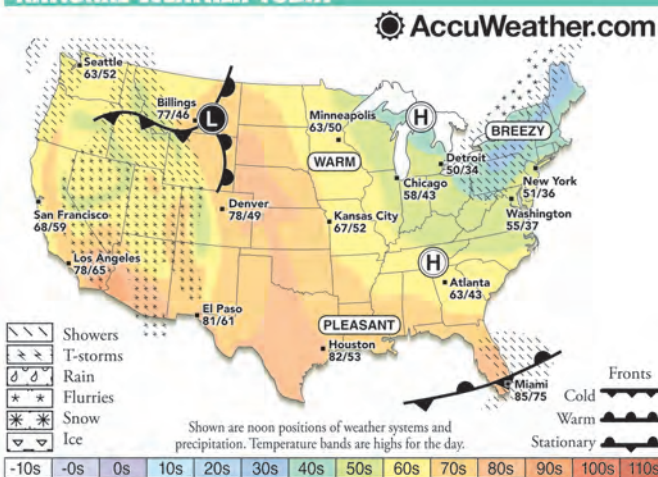 AccuWeather.com
Seattle
63/52
Billings
77/46
L
Minneapolis
63/50
H
BREEZY
WARM
Detroit
50/34
Chicago
58/43
New York
51/36
Washington
55/37
San Francisco
68/59
Denver
78/49
Kansas City
67/52
Los Angeles
78/65
H
Atlanta
63/43
El Paso
81/61
PLEASANT
Houston
82/53
Miami
85/75
Showers
T-storms
Rain
Flurries
Snow
Ice
Fronts
Cold
Warm
Stationary
Shown are noon positions of weather systems and
precipitation. Temperature bands are highs for the day.
-10s -0s 0s 10s 20s 30s 40s 50s 60s 70s 80s 90s 100s 110s